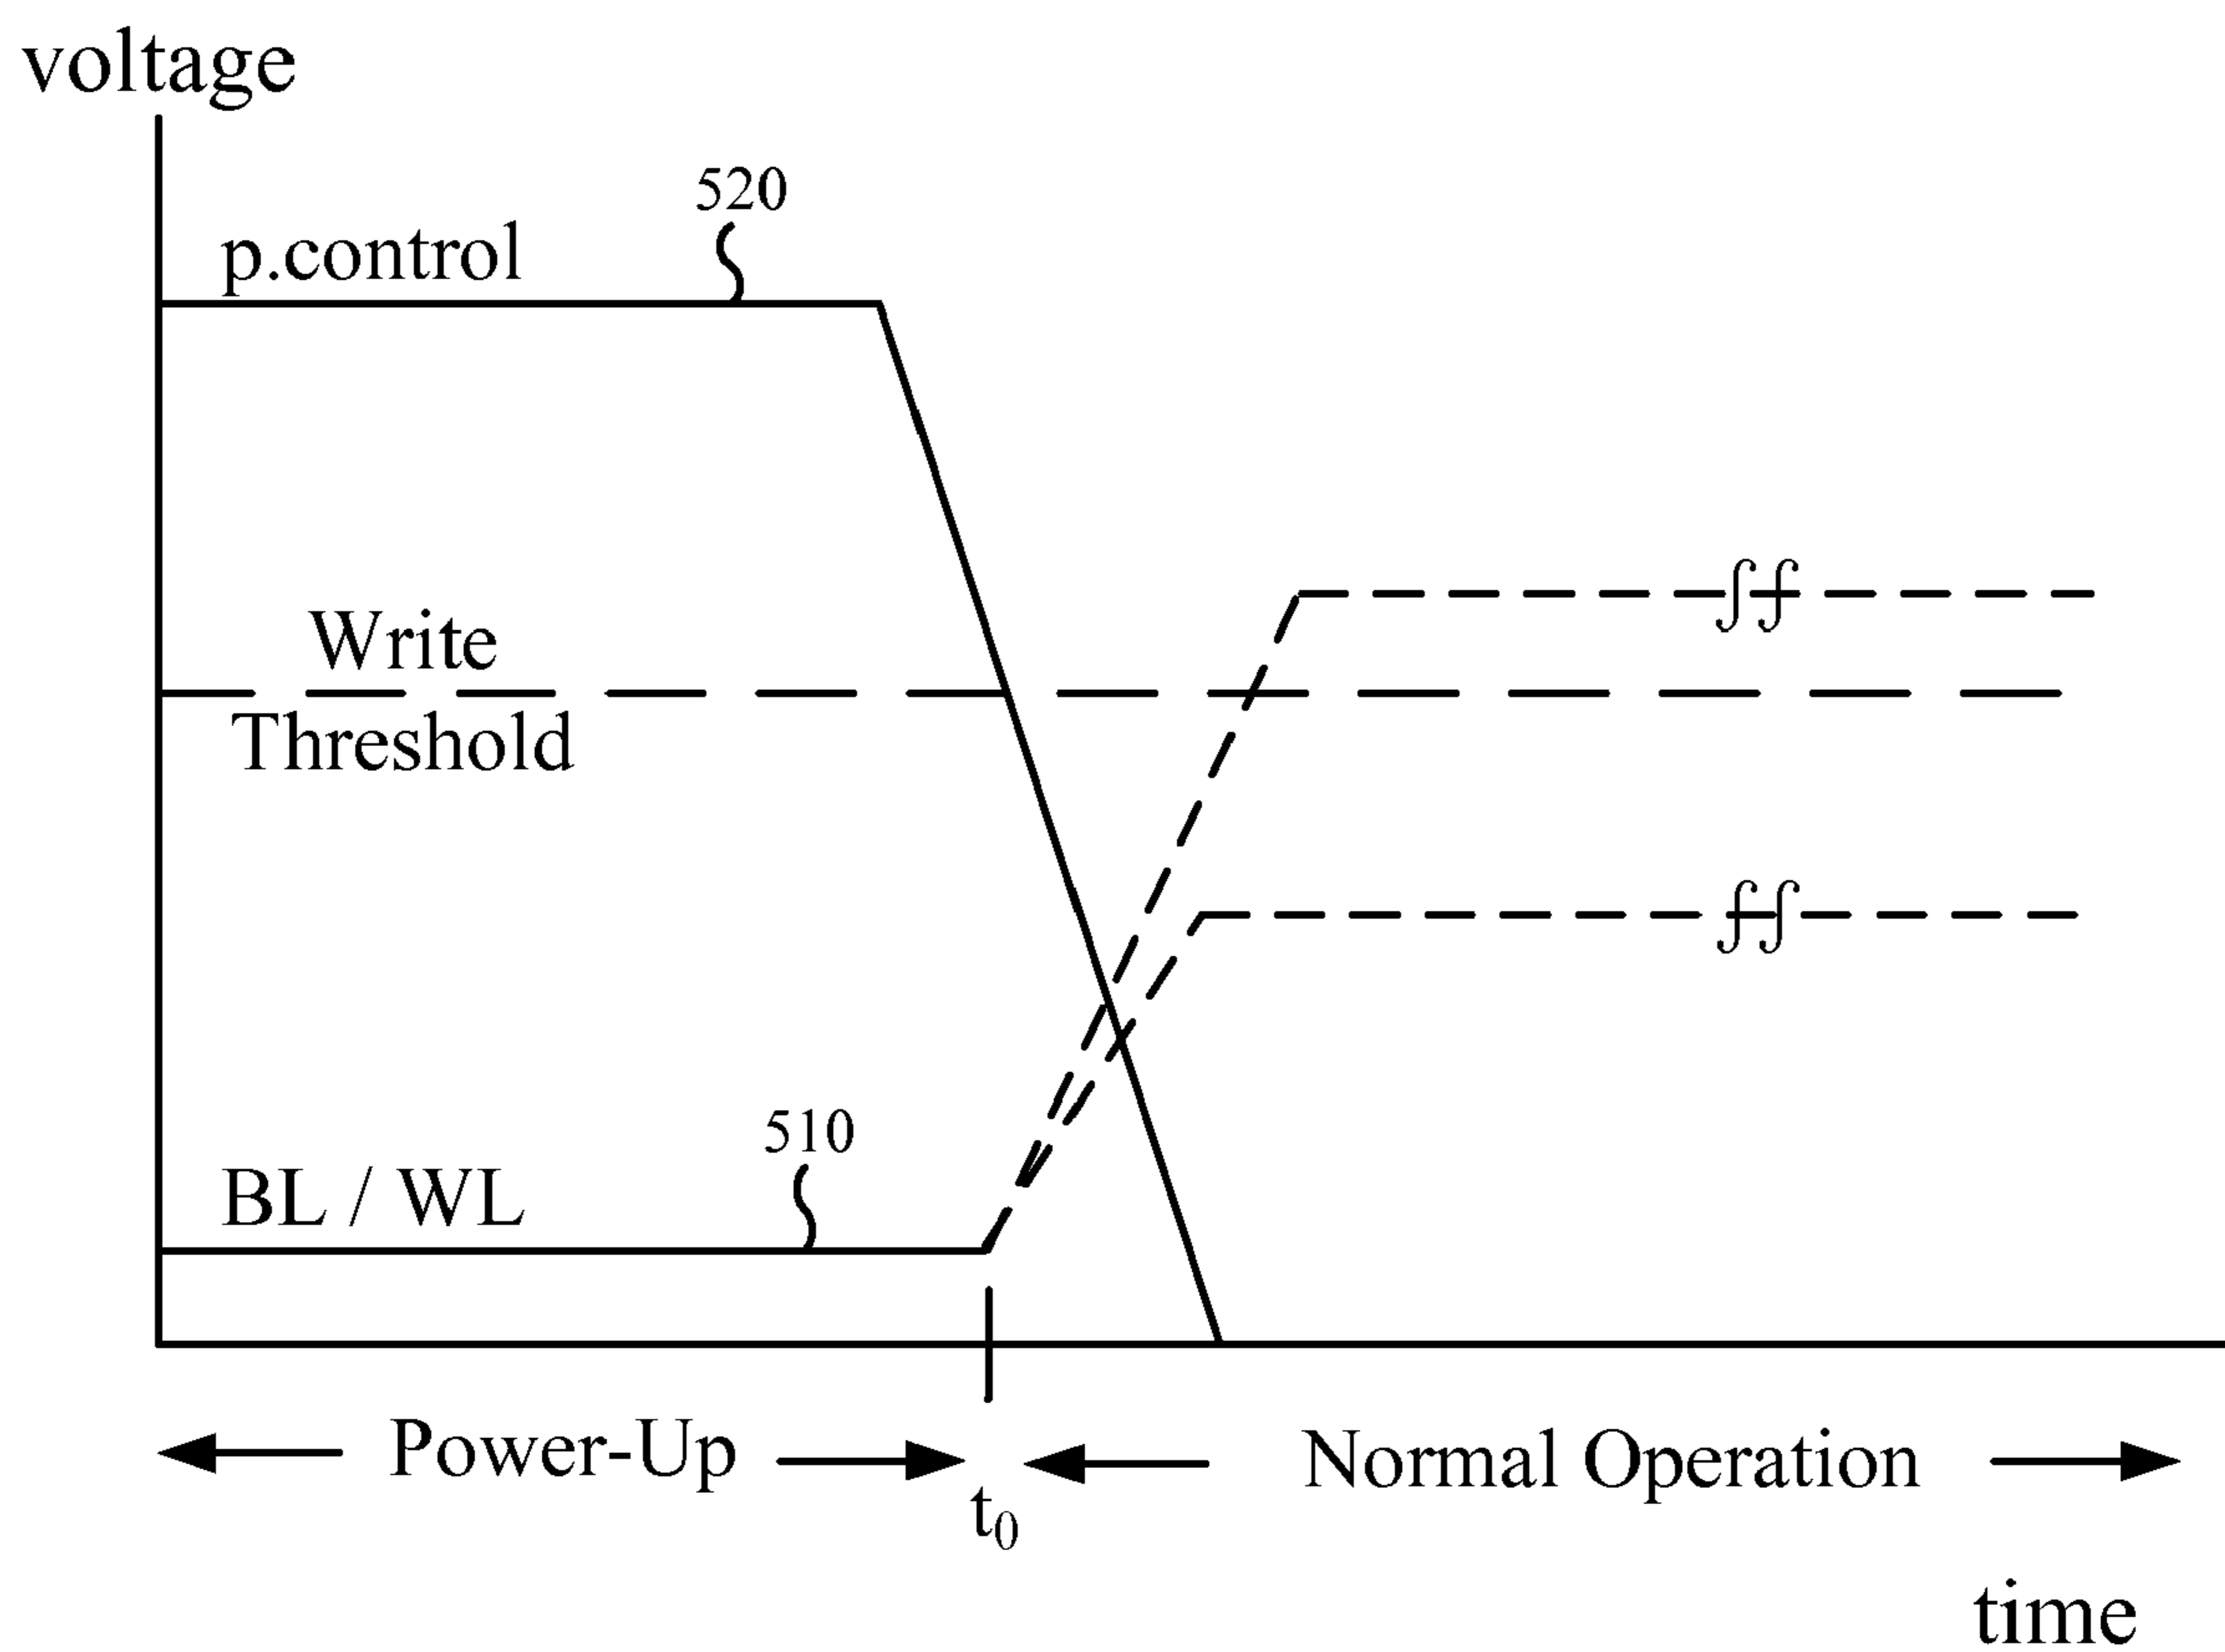 voltage
520
p.control
Write
Threshold
510
BL / WL
Power-Up
Normal Operation
t₀
time